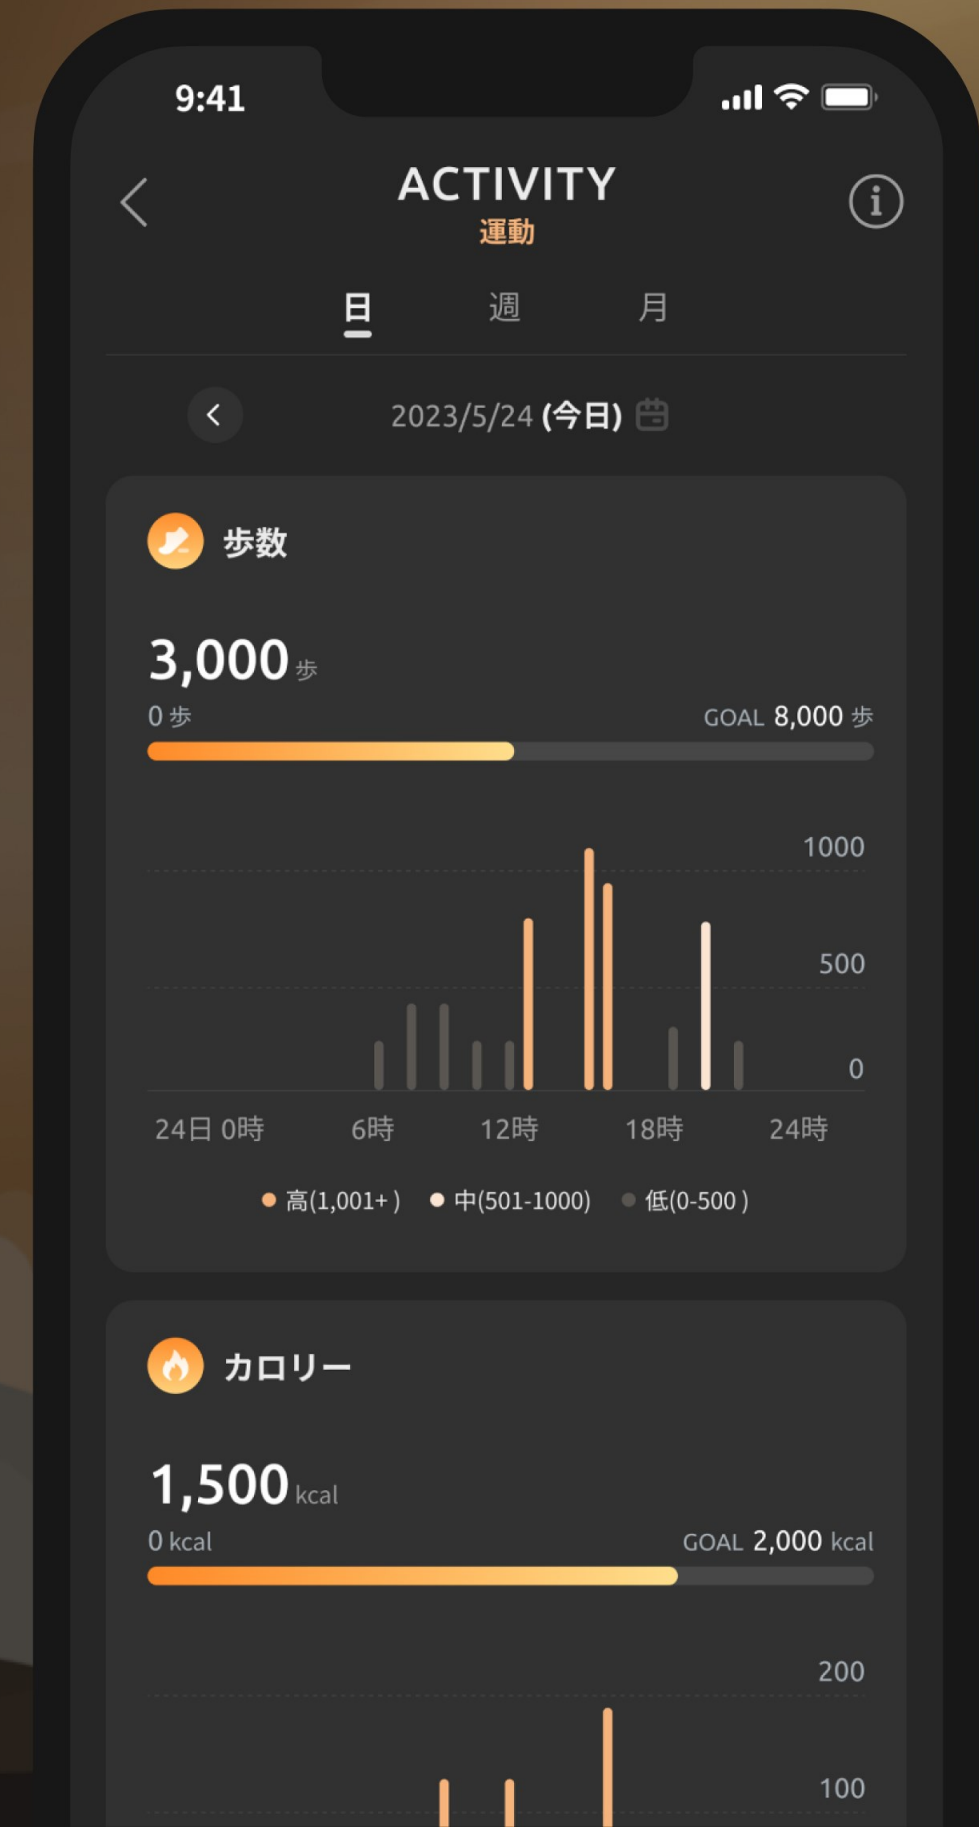 9:41
ACTIVITY
運動
日 週 月
2023/5/24 (今日)
歩数
3,000 歩
0 歩 GOAL 8,000 歩
1000
500
0
24日 0時 6時 12時 18時 24時
高(1,001+ ) 中(501-1000) 低(0-500 )
カロリー
1,500 kcal
0 kcal GOAL 2,000 kcal
200
100